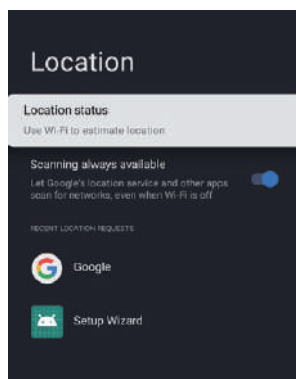 Location
Location status
Use Wi-Fi to estimate location
Scanning always available
Let Google's location service and other apps
scan for networks, even when Wi-Fi is off
RECENT LOCATION REQUESTS
Google
Setup Wizard